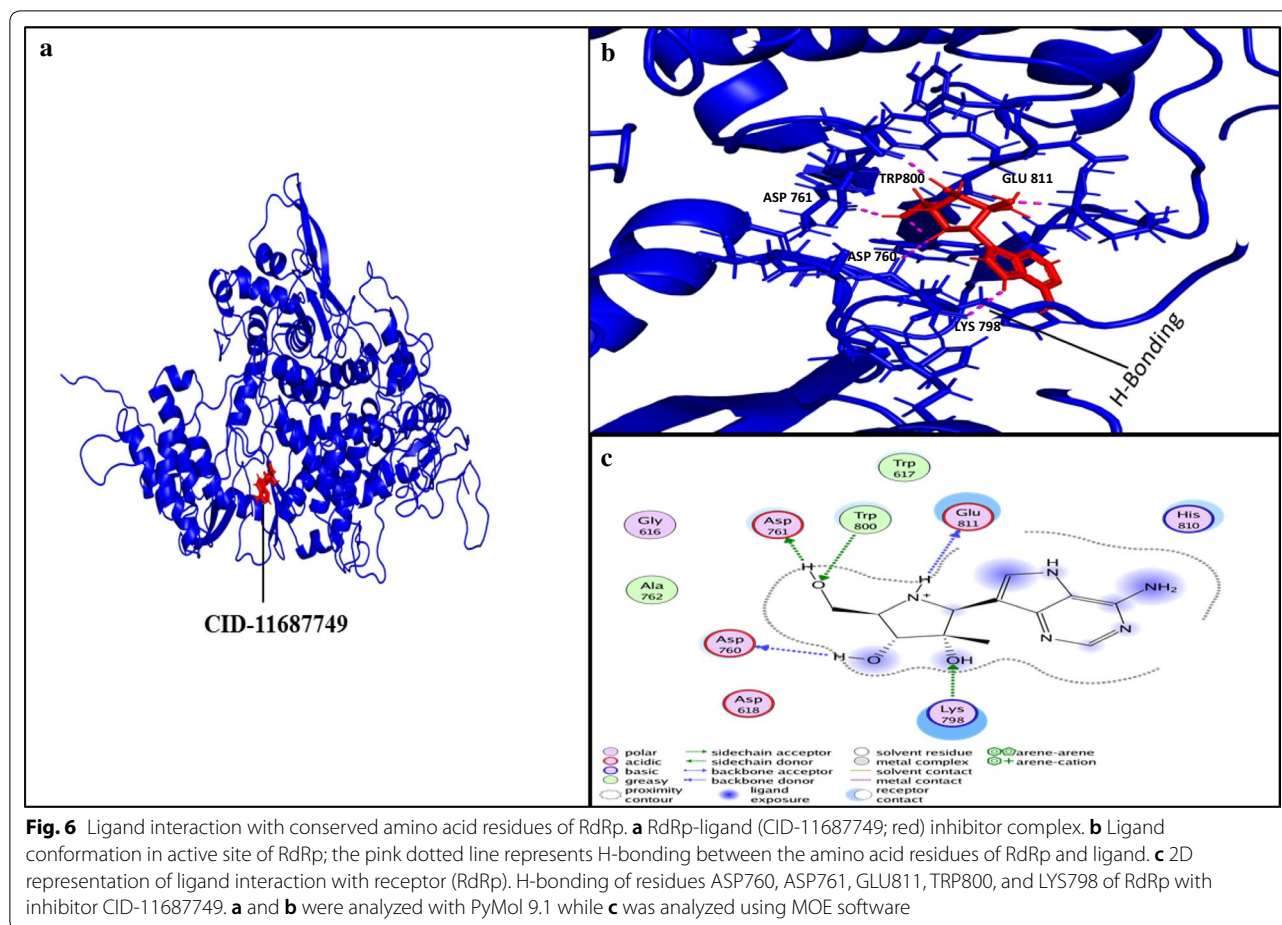 a
CID-11687749
b
TRP800
GLU 811
ASP 761
ASP 760
LYS 798
H-Bonding
c
Trp
617
Gly
616
Asp
761
Trp
800
Glu
811
His
810
Ala
762
H
O
H
N+
H
N
NH2
N
N
Asp
760
H
O
OH
Asp
618
Lys
798
polar
acidic
basic
greasy
proximity
contour
sidechain acceptor
sidechain donor
backbone acceptor
backbone donor
ligand
exposure
solvent residue
metal complex
solvent contact
metal contact
receptor
contact
arene-arene
arene-cation
Fig. 6 Ligand interaction with conserved amino acid residues of RdRp. a RdRp-ligand (CID-11687749; red) inhibitor complex. b Ligand
conformation in active site of RdRp; the pink dotted line represents H-bonding between the amino acid residues of RdRp and ligand. c 2D
representation of ligand interaction with receptor (RdRp). H-bonding of residues ASP760, ASP761, GLU811, TRP800, and LYS798 of RdRp with
inhibitor CID-11687749. a and b were analyzed with PyMol 9.1 while c was analyzed using MOE software